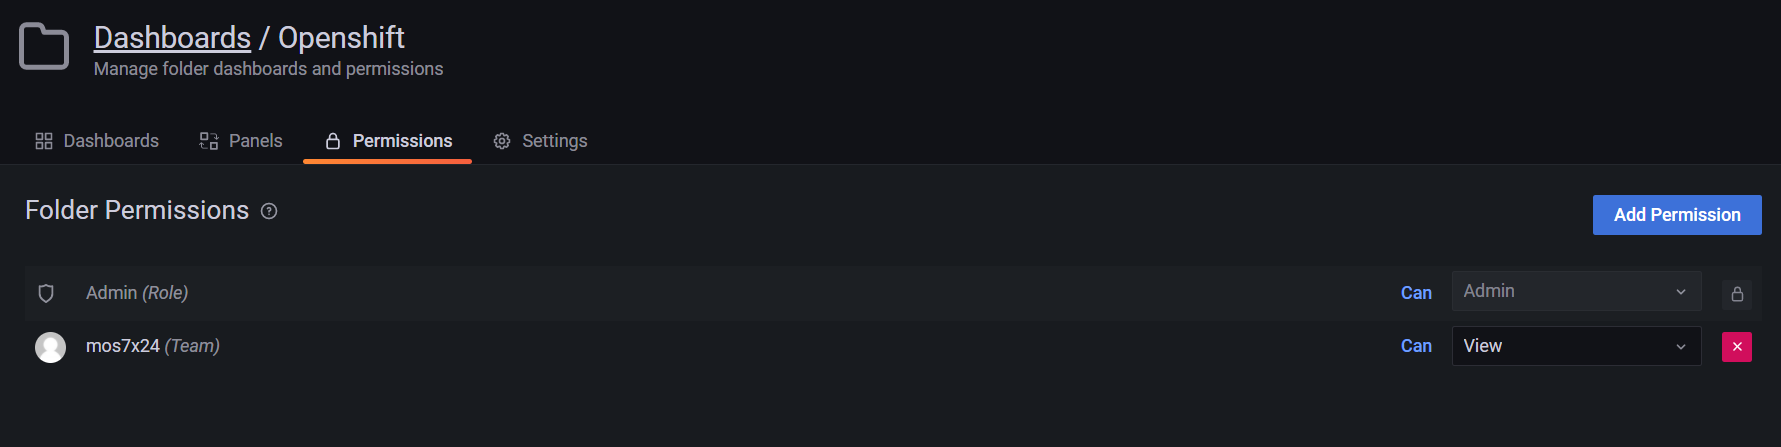 Dashboards / Openshift
Manage folder dashboards and permissions
Dashboards Panels Permissions Settings
Folder Permissions
Add Permission
Admin (Role) Can Admin
mos7x24 (Team) Can View